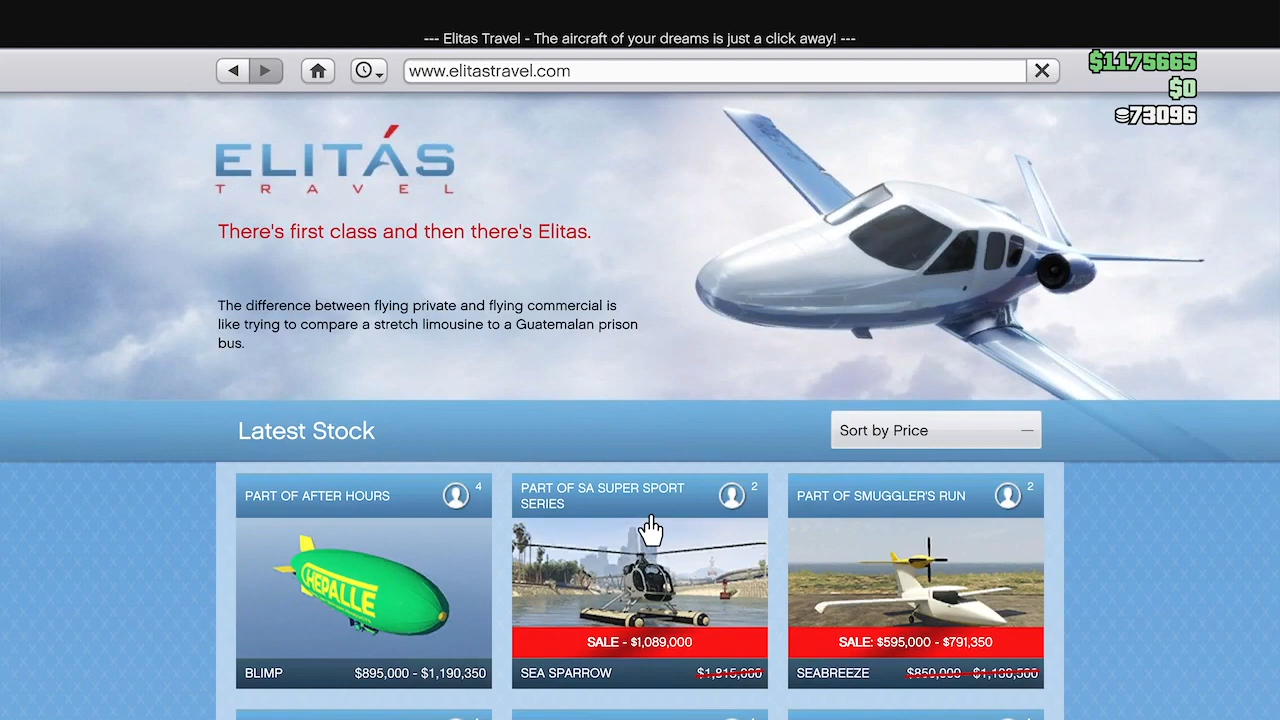 --- Elitas Travel - The aircraft of your dreams is just a click away! ---
www.elitastravel.com
$1175665
$0
73096
ELITÁS
TRAVEL
There's first class and then there's Elitas.
The difference between flying private and flying commercial is
like trying to compare a stretch limousine to a Guatemalan prison
bus.
Latest Stock
Sort by Price
PART OF AFTER HOURS
4
HEPALLE
BLIMP
$895,000 - $1,190,350
PART OF SA SUPER SPORT
SERIES
2
SALE - $1,089,000
SEA SPARROW
$1,815,000
PART OF SMUGGLER'S RUN
2
SALE: $595,000 - $791,350
SEABREEZE
$850,000 - $1,130,500